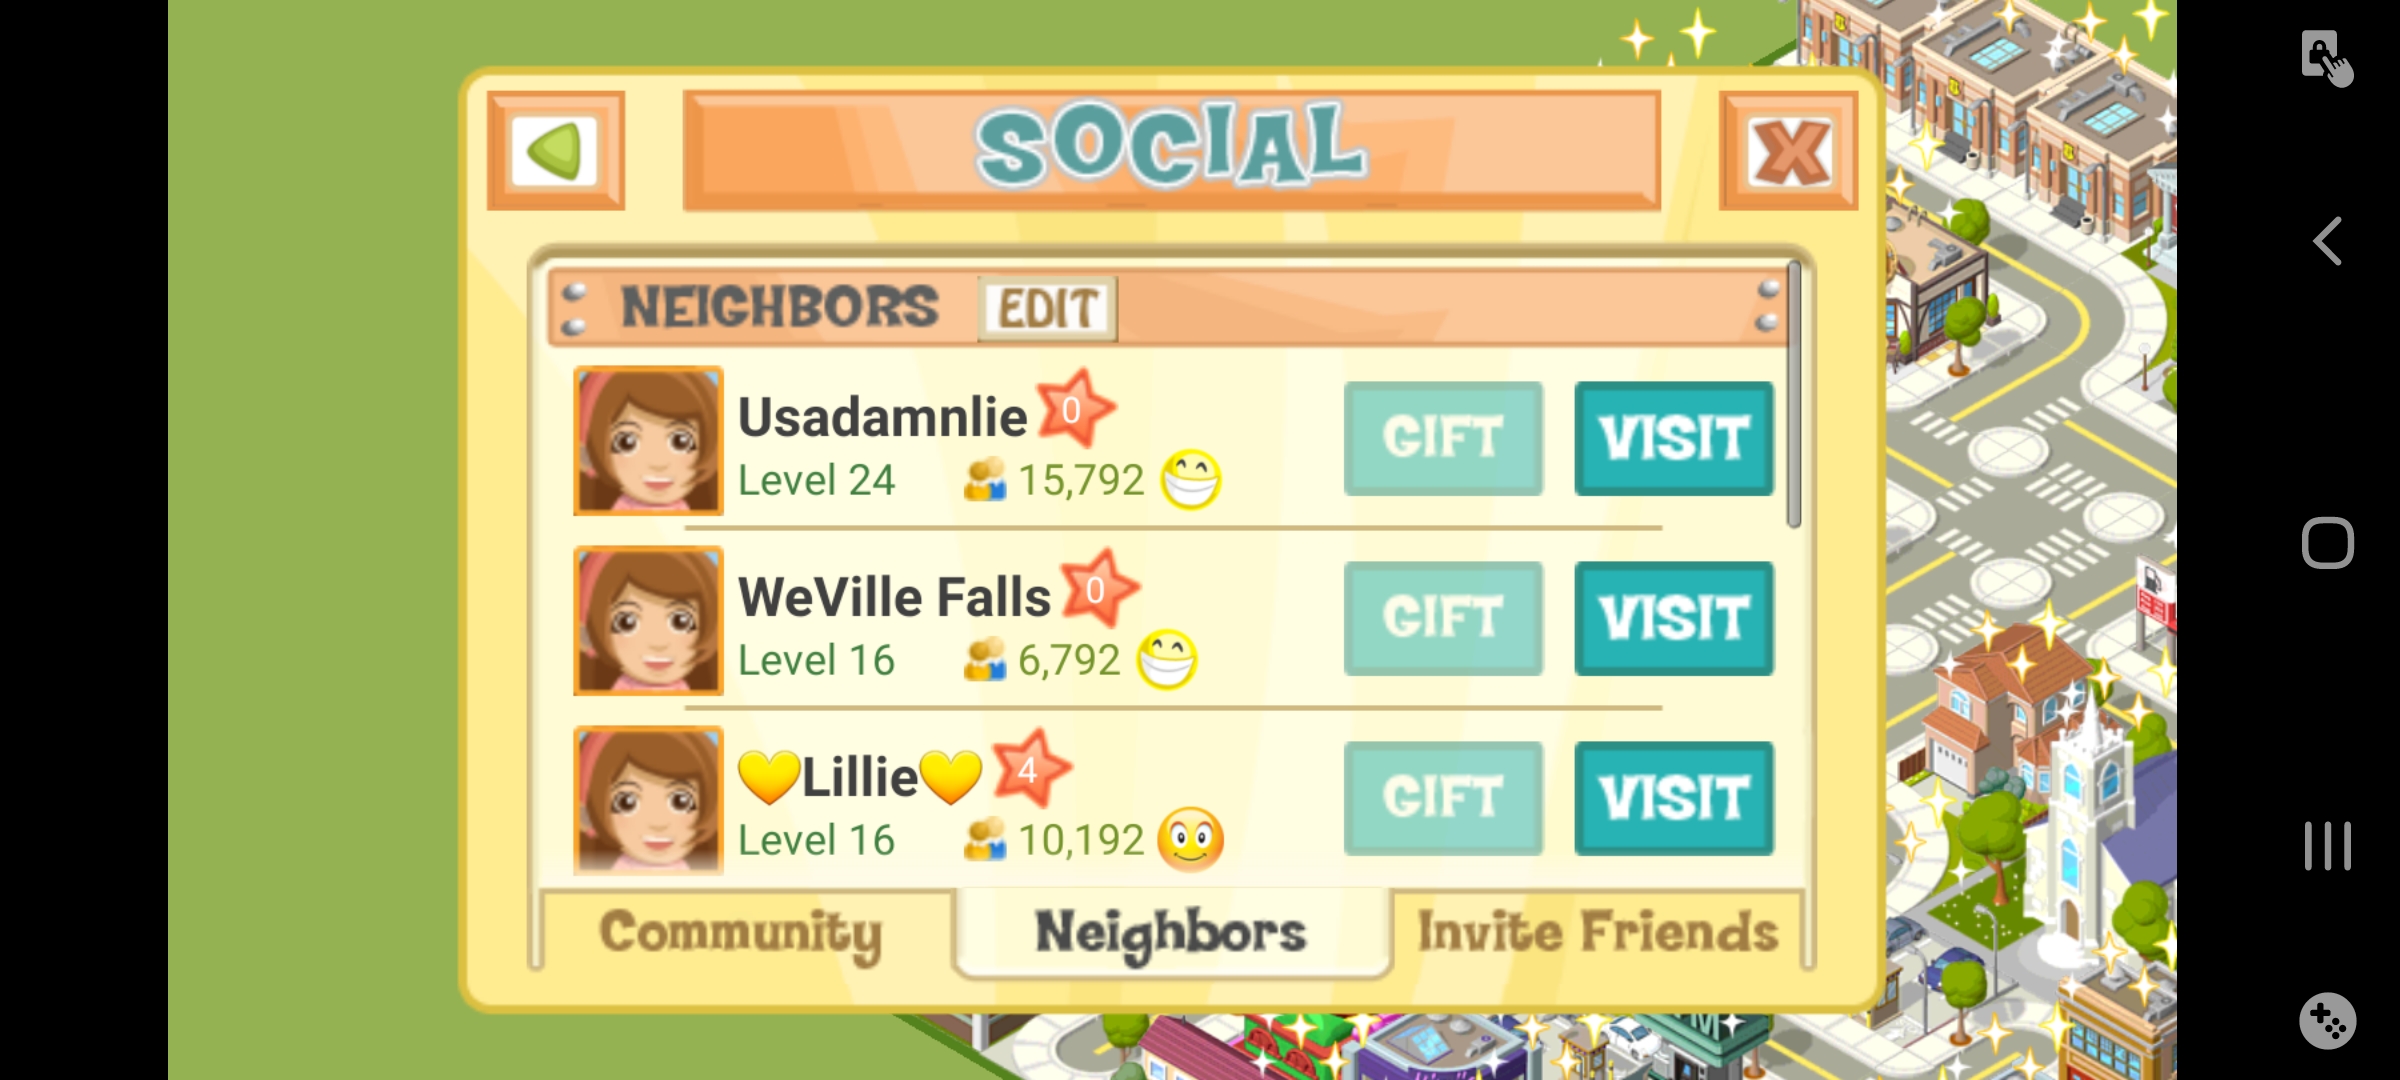 SOCIAL
NEIGHBORS EDIT
Usadamnlie 0
Level 24 15,792
GIFT VISIT
WeVille Falls 0
Level 16 6,792
GIFT VISIT
💛Lillie💛 4
Level 16 10,192
GIFT VISIT
Community Neighbors Invite Friends